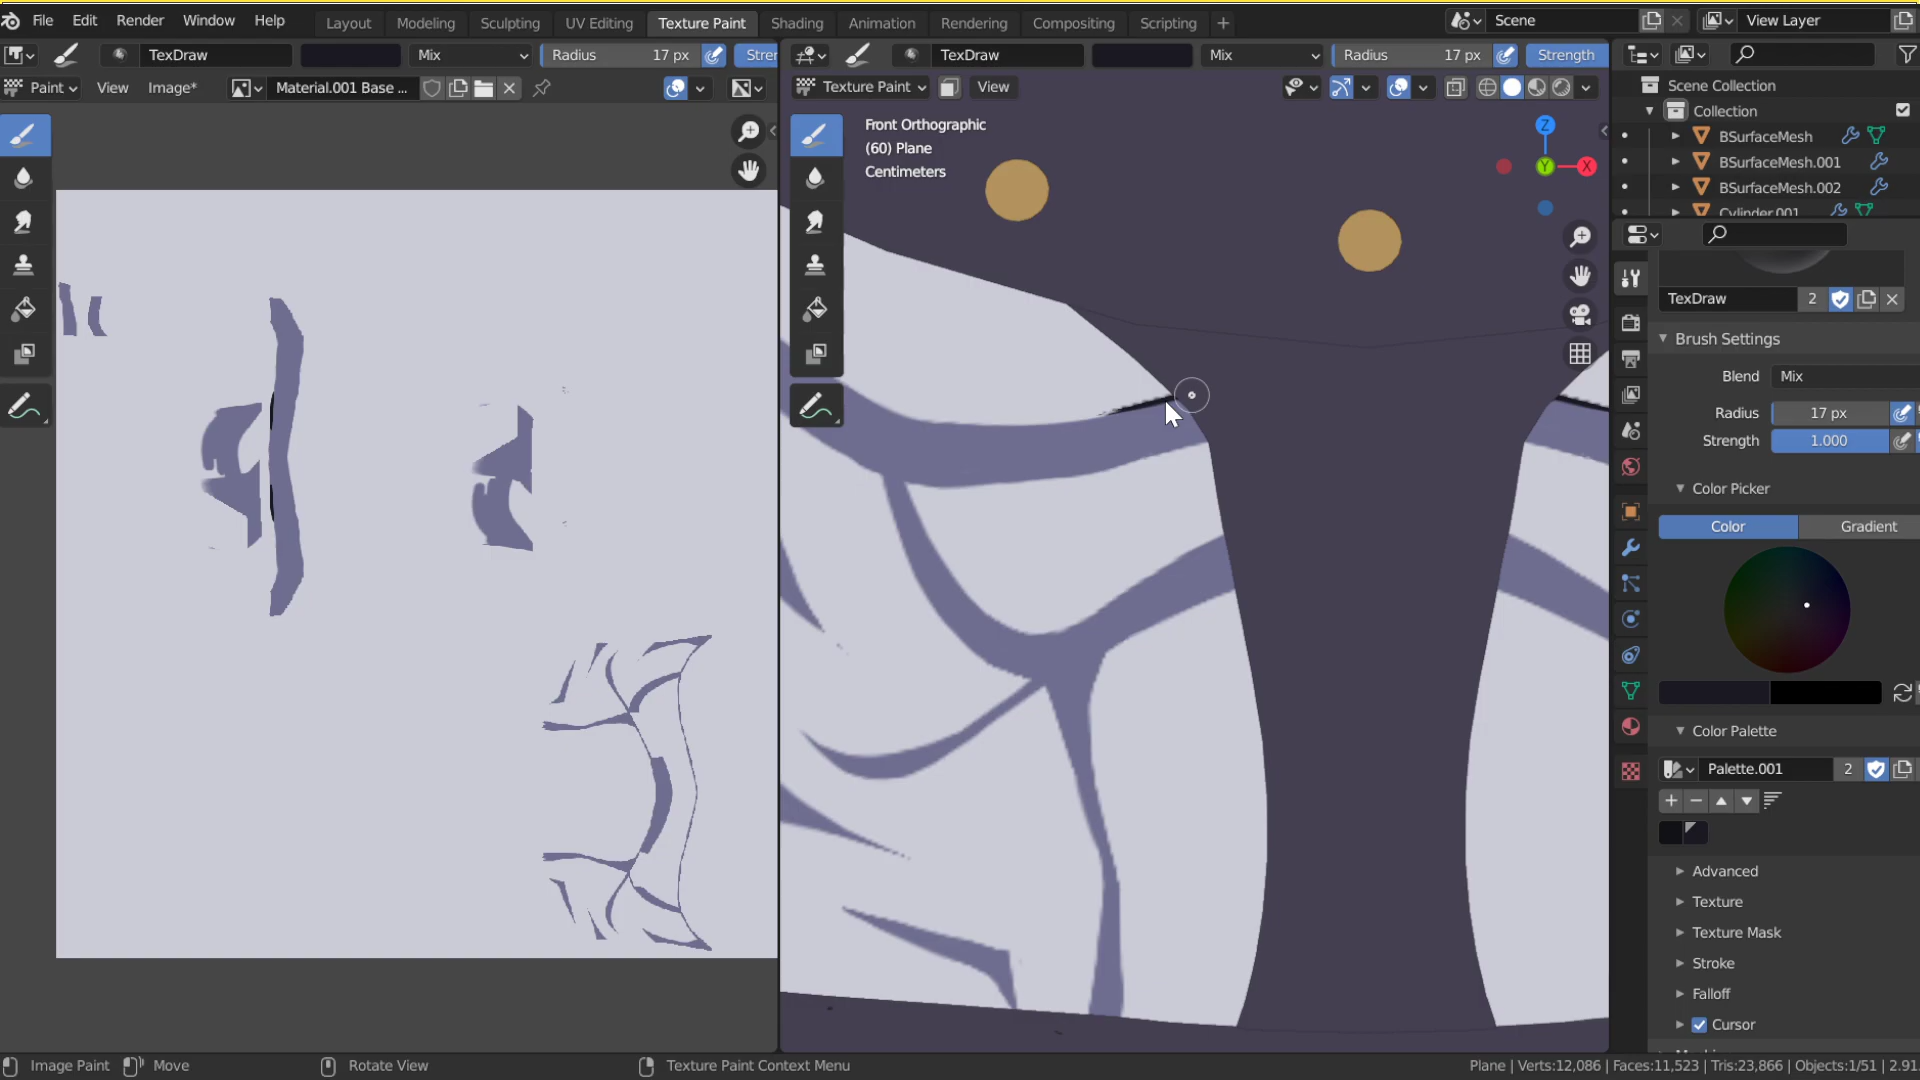 File Edit Render Window Help Layout Modeling Sculpting UV Editing Texture Paint Shading Animation Rendering Compositing Scripting + Scene View Layer
TexDraw Mix Radius 17 px Stren TexDraw Mix Radius 17 px Strength
Paint View Image* Material.001 Base ... Texture Paint View
Scene Collection
Collection
BSurfaceMesh
BSurfaceMesh.001
BSurfaceMesh.002
Cylinder.001
Front Orthographic
(60) Plane
Centimeters
Z
Y
X
TexDraw 2
Brush Settings
Blend Mix
Radius 17 px
Strength 1.000
Color Picker
Color Gradient
Color Palette
Palette.001 2
Advanced
Texture
Texture Mask
Stroke
Falloff
Cursor
Image Paint Move Rotate View Texture Paint Context Menu Plane | Verts:12,086 | Faces:11,523 | Tris:23,866 | Objects:1/51 | 2.91